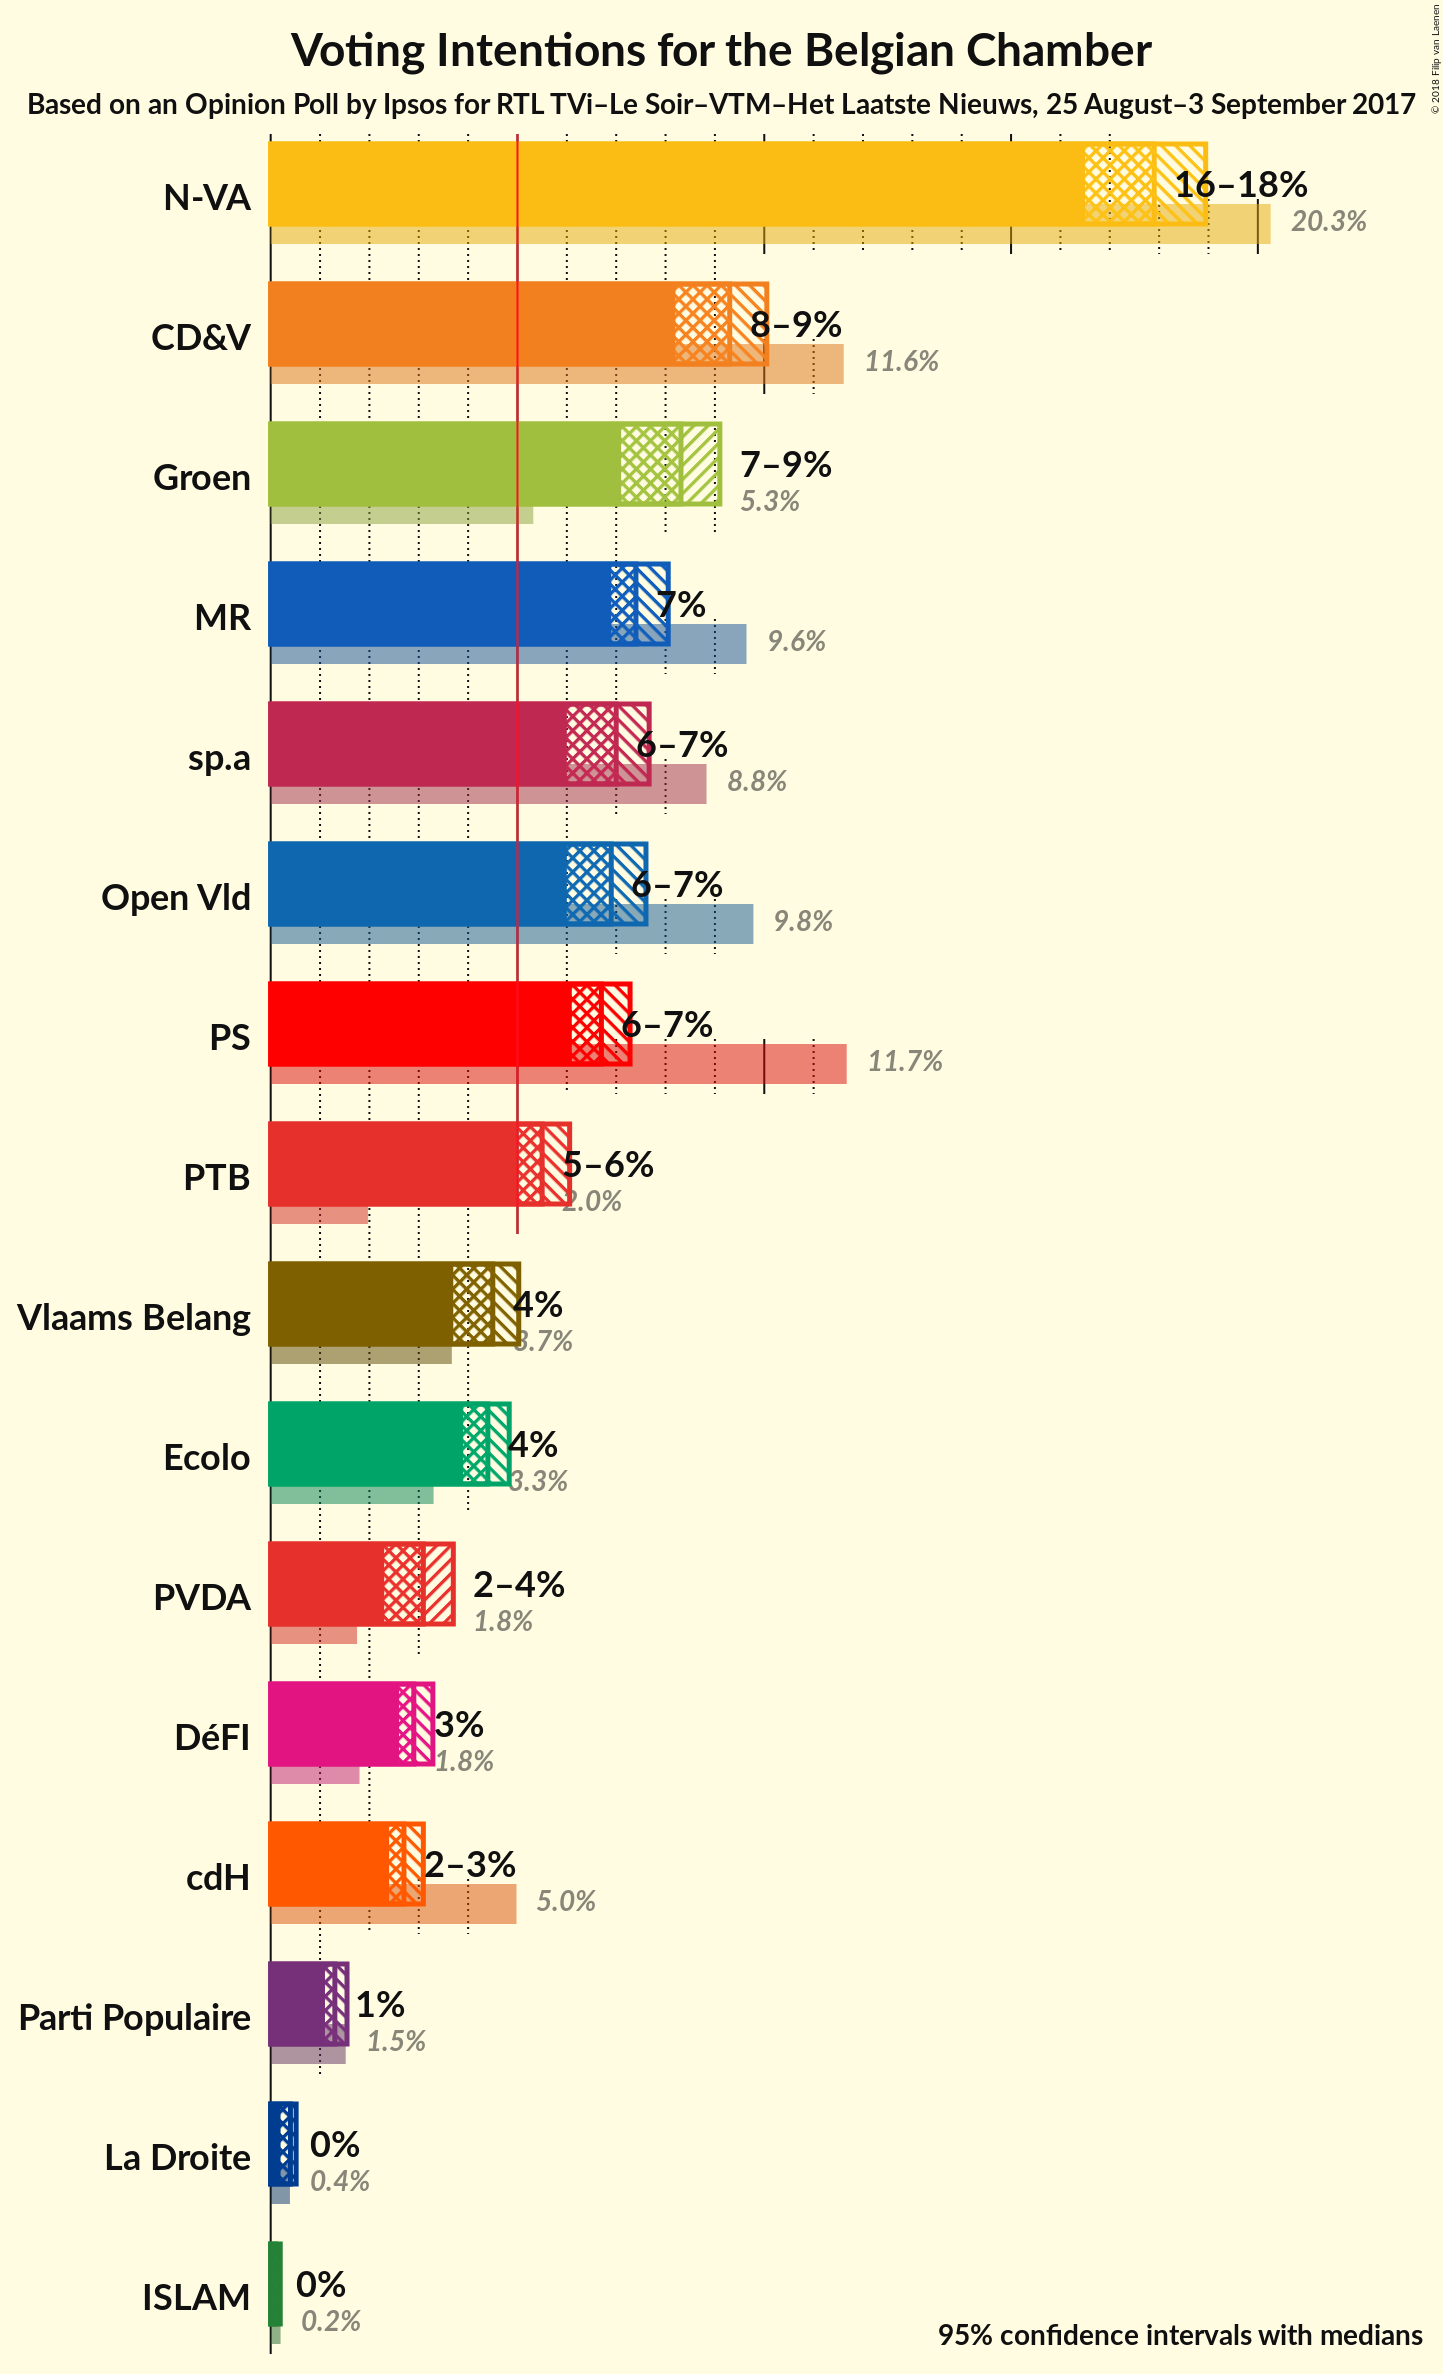 Voting Intentions for the Belgian Chamber
Based on an Opinion Poll by Ipsos for RTL TVi–Le Soir–VTM–Het Laatste Nieuws, 25 August–3 September 2017
© 2018 Filip van Laenen
N-VA
16–18%
20.3%
CD&V
8–9%
11.6%
Groen
7–9%
5.3%
MR
7%
9.6%
sp.a
6–7%
8.8%
Open Vld
6–7%
9.8%
PS
6–7%
11.7%
PTB
5–6%
2.0%
Vlaams Belang
4%
3.7%
Ecolo
4%
3.3%
PVDA
2–4%
1.8%
DéFI
3%
1.8%
cdH
2–3%
5.0%
Parti Populaire
1%
1.5%
La Droite
0%
0.4%
ISLAM
0%
0.2%
95% confidence intervals with medians